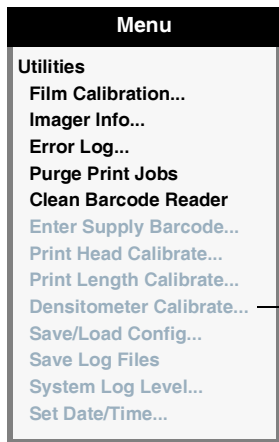 Menu
Utilities
Film Calibration...
Imager Info...
Error Log...
Purge Print Jobs
Clean Barcode Reader
Enter Supply Barcode...
Print Head Calibrate...
Print Length Calibrate...
Densitometer Calibrate...
Save/Load Config...
Save Log Files
System Log Level...
Set Date/Time...